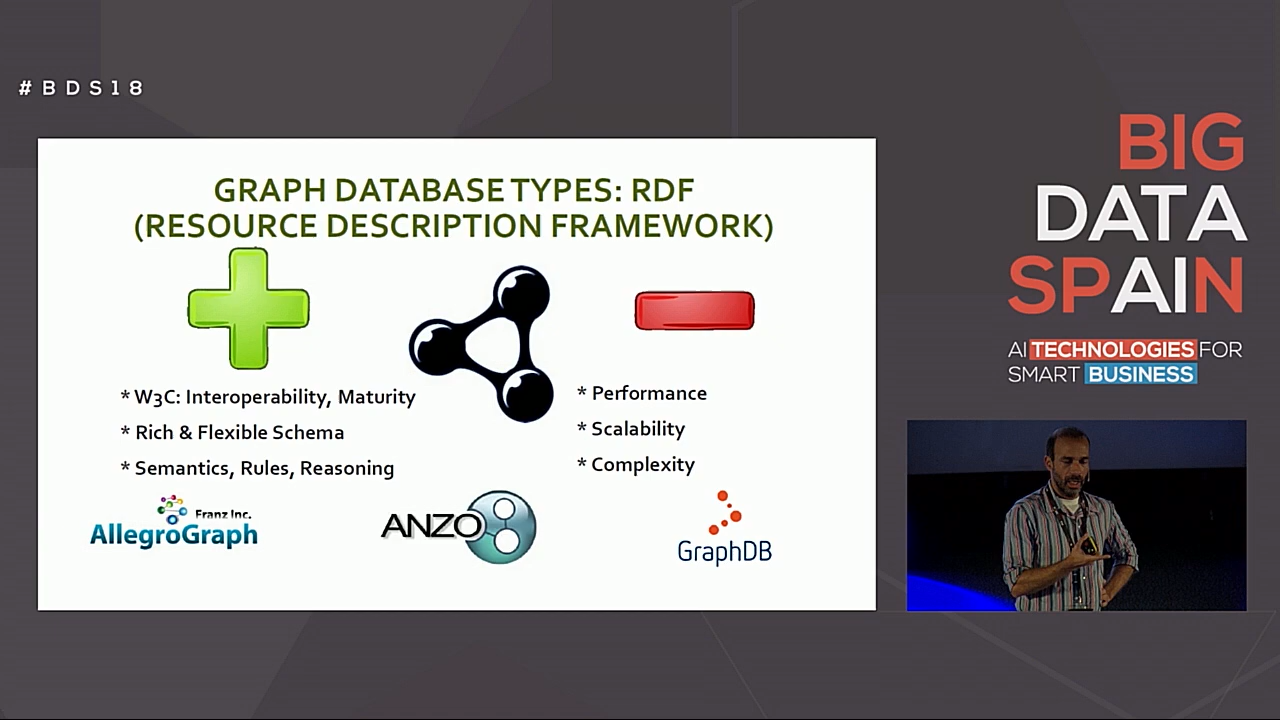 #BDS18
GRAPH DATABASE TYPES: RDF
(RESOURCE DESCRIPTION FRAMEWORK)
* W3C: Interoperability, Maturity
* Rich & Flexible Schema
* Semantics, Rules, Reasoning
* Performance
* Scalability
* Complexity
Franz Inc.
AllegroGraph
ANZO
GraphDB
BIG
DATA
SPAIN
AI TECHNOLOGIES FOR
SMART BUSINESS